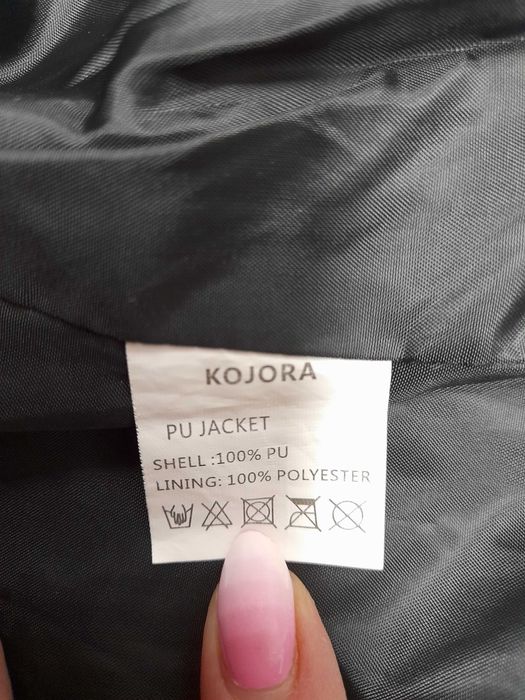 KOJORA
PU JACKET
SHELL :100% PU
LINING: 100% POLYESTER